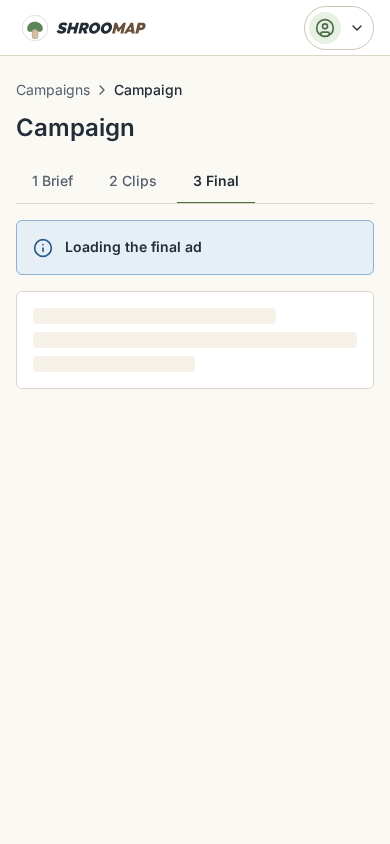 SHROOMAP
Campaigns > Campaign
Campaign
1 Brief 2 Clips 3 Final
Loading the final ad